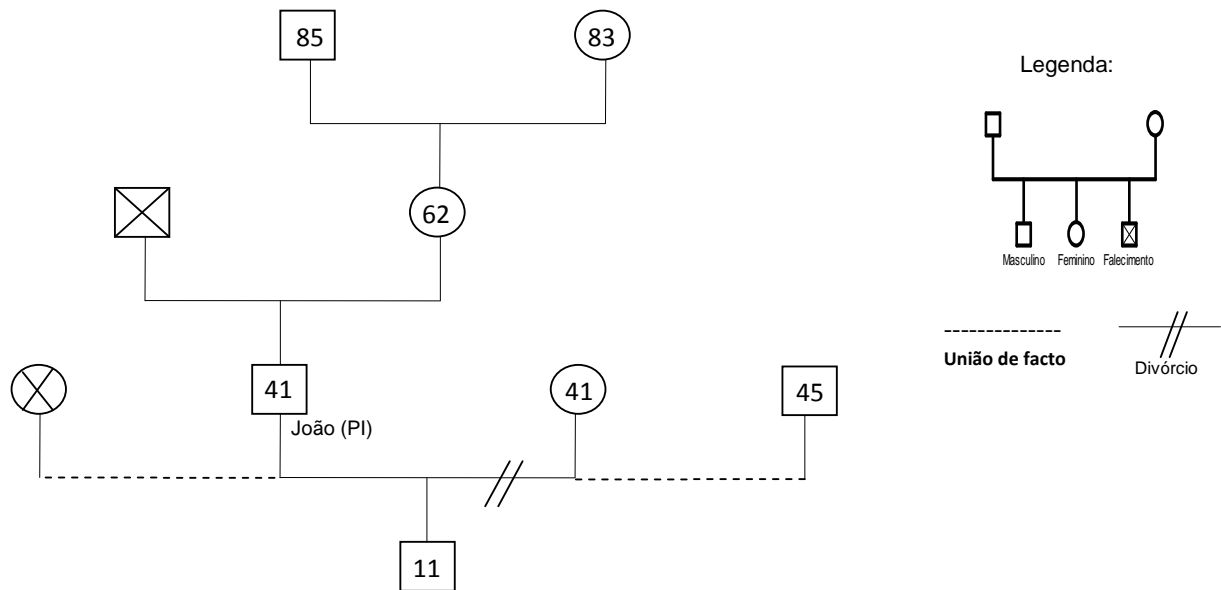 85 83
Legenda:
62
Masculino Feminino Falecimento
União de facto
Divórcio
41 41 45
João (PI)
11